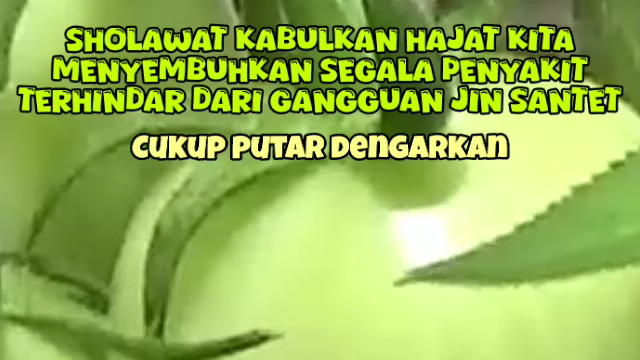 SHOLAWAT KABULKAN HAJAT KITA
MENYEMBUHKAN SEGALA PENYAKIT
TERHINDAR DARI GANGGUAN JIN SANTET
CUKUP PUTAR DENGARKAN